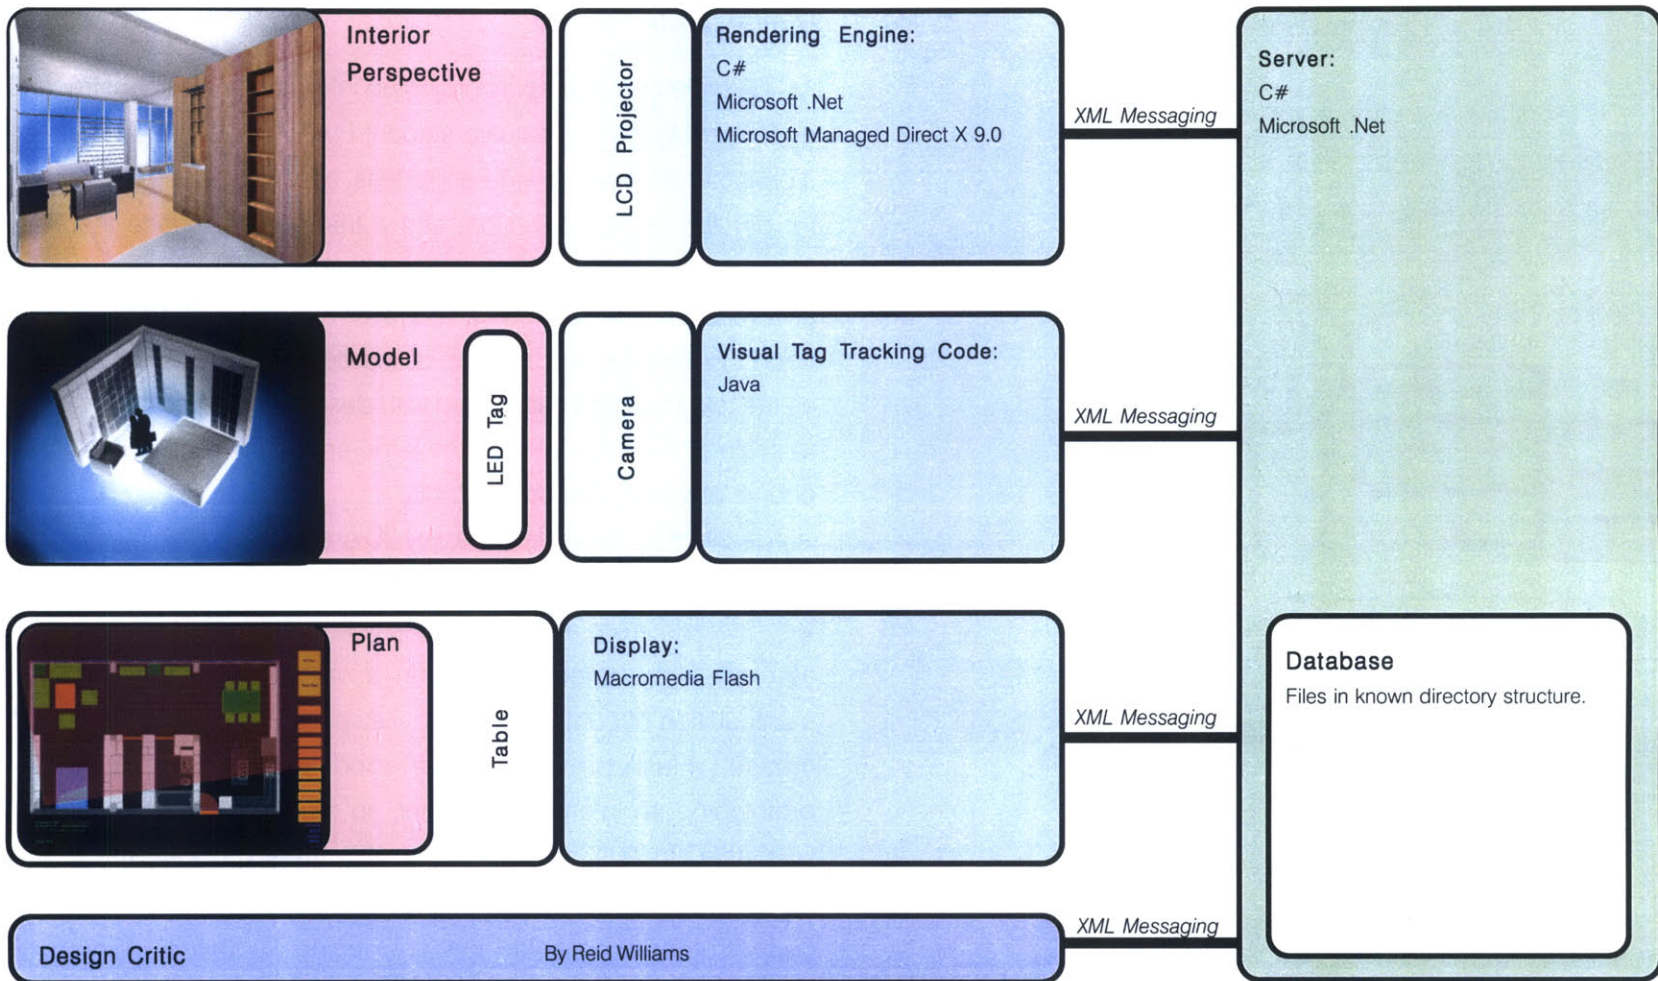 Interior
Perspective
LCD Projector
Rendering Engine:
C#
Microsoft .Net
Microsoft Managed Direct X 9.0
XML Messaging
Server:
C#
Microsoft .Net
Model
LED Tag
Camera
Visual Tag Tracking Code:
Java
XML Messaging
Plan
Table
Display:
Macromedia Flash
XML Messaging
Database
Files in known directory structure.
Design Critic
By Reid Williams
XML Messaging